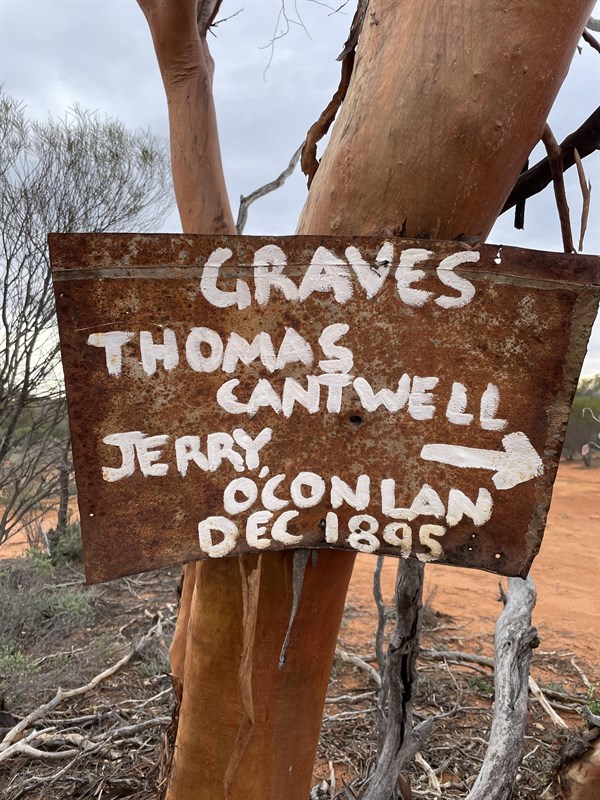 GRAVES
THOMAS
CANTWELL
JERRY,
O'CONLAN
DEC 1895